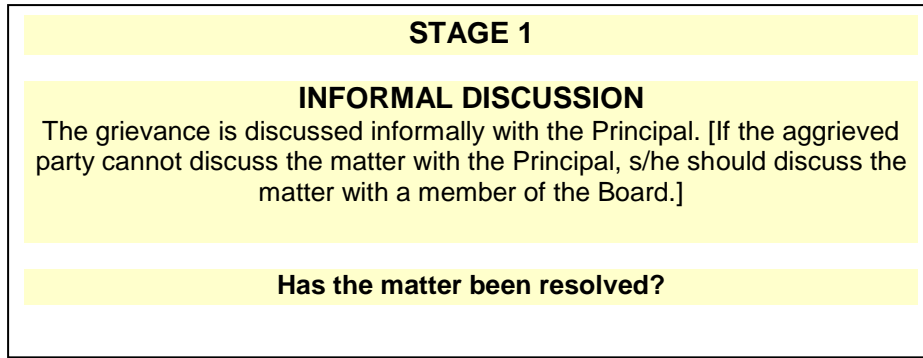 STAGE 1
INFORMAL DISCUSSION
The grievance is discussed informally with the Principal. [If the aggrieved
party cannot discuss the matter with the Principal, s/he should discuss the
matter with a member of the Board.]
Has the matter been resolved?